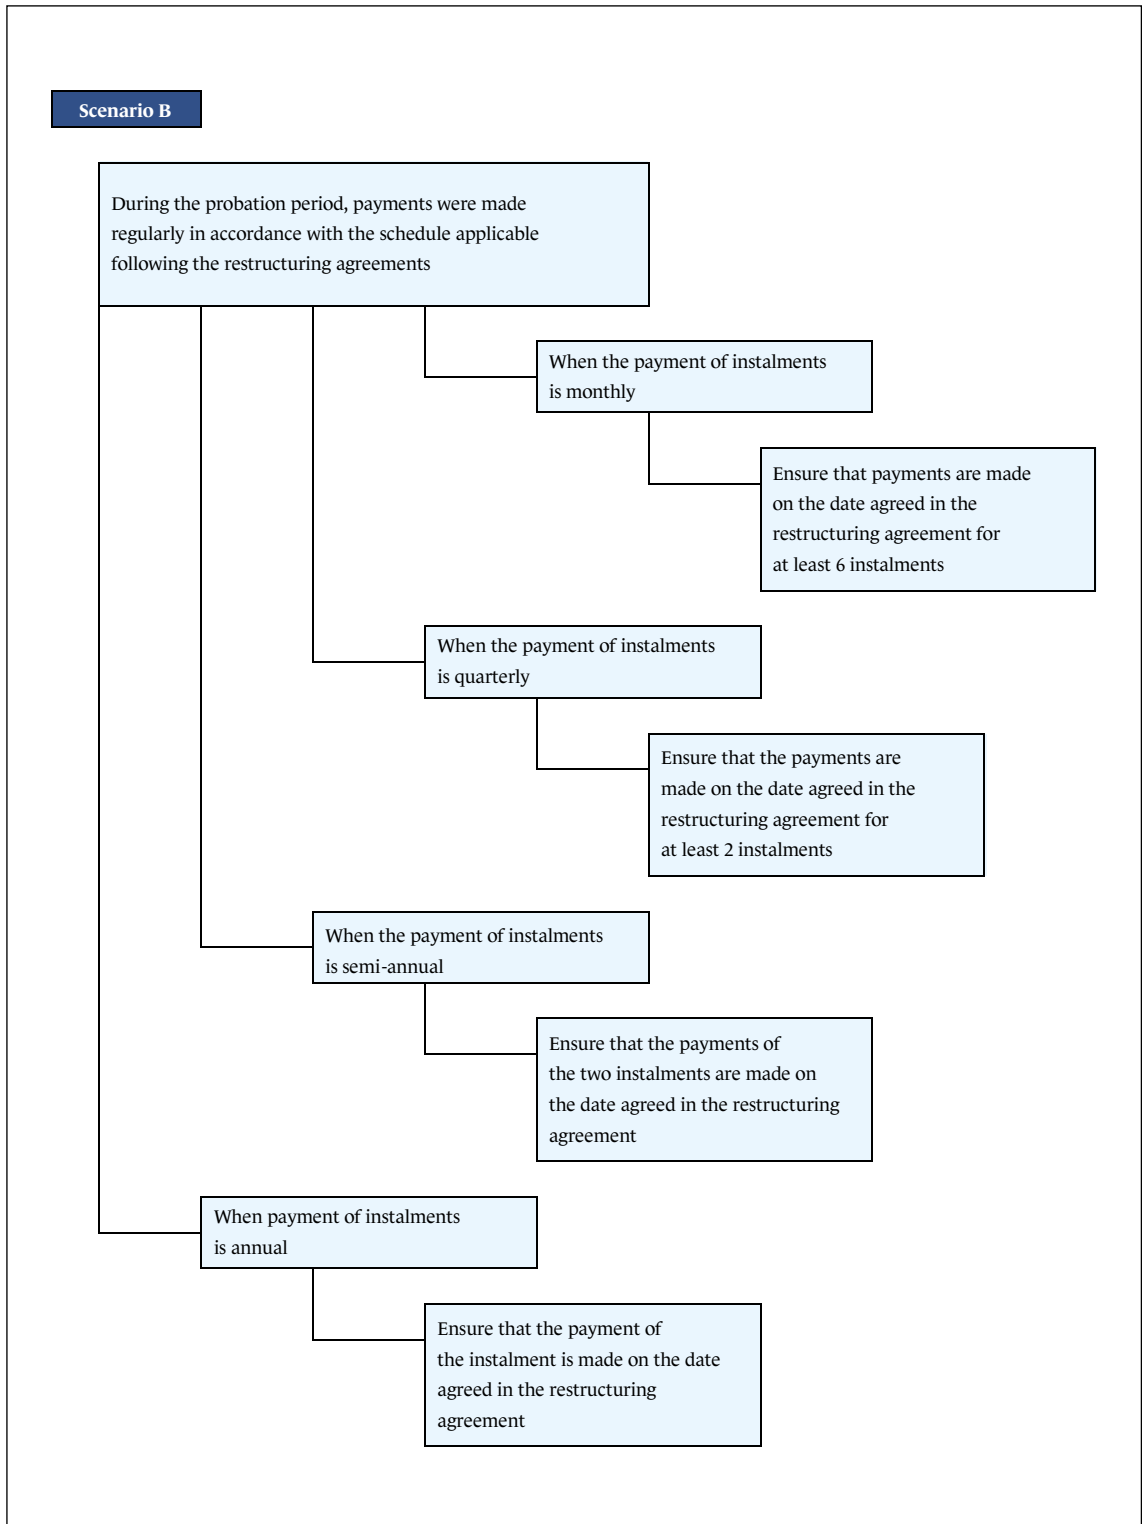 Scenario B
During the probation period, payments were made
regularly in accordance with the schedule applicable
following the restructuring agreements
When the payment of instalments
is monthly
Ensure that payments are made
on the date agreed in the
restructuring agreement for
at least 6 instalments
When the payment of instalments
is quarterly
Ensure that the payments are
made on the date agreed in the
restructuring agreement for
at least 2 instalments
When the payment of instalments
is semi-annual
Ensure that the payments of
the two instalments are made on
the date agreed in the restructuring
agreement
When payment of instalments
is annual
Ensure that the payment of
the instalment is made on the date
agreed in the restructuring
agreement